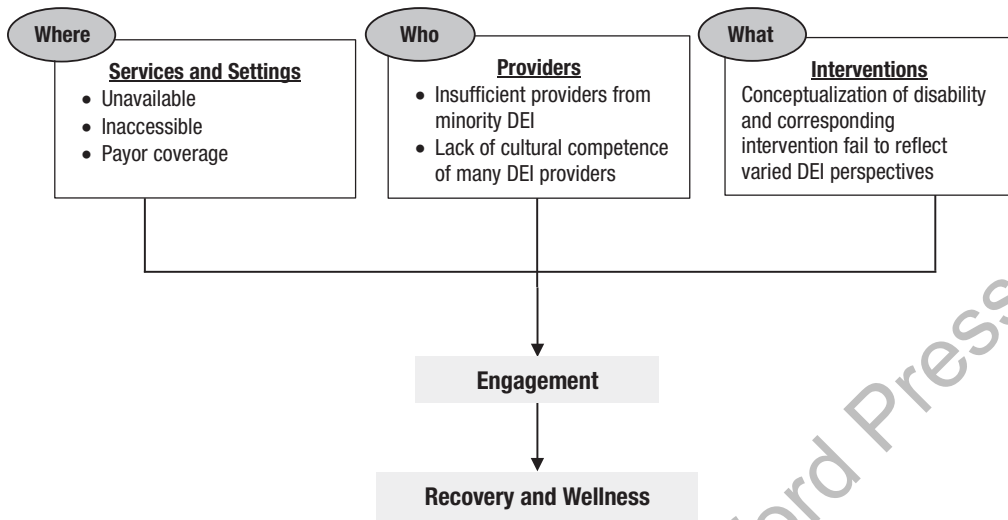 Where
Services and Settings
• Unavailable
• Inaccessible
• Payor coverage
Who
Providers
• Insufficient providers from
minority DEI
• Lack of cultural competence
of many DEI providers
What
Interventions
Conceptualization of disability
and corresponding
intervention fail to reflect
varied DEI perspectives
Engagement
Recovery and Wellness
ord Press